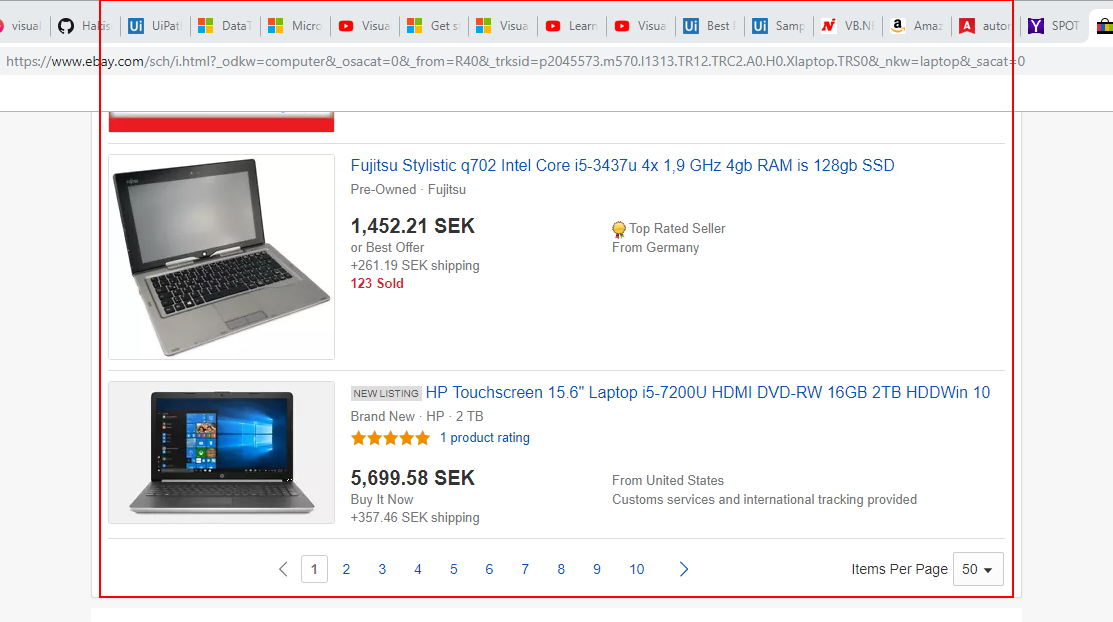 visual
Hakis
UiPat
DataT
Micro
Visua
Get s
Visua
Learn
Visua
Best
Samp
VB.NE
Amaz
autor
SPOT
https://www.ebay.com/sch/i.html?_odkw=computer&_osacat=0&_from=R40&_trksid=p2045573.m570.l1313.TR12.TRC2.A0.H0.Xlaptop.TRS0&_nkw=laptop&_sacat=0
Fujitsu Stylistic q702 Intel Core i5-3437u 4x 1,9 GHz 4gb RAM is 128gb SSD
Pre-Owned · Fujitsu
1,452.21 SEK
or Best Offer
+261.19 SEK shipping
123 Sold
Top Rated Seller
From Germany
NEW LISTING HP Touchscreen 15.6" Laptop i5-7200U HDMI DVD-RW 16GB 2TB HDDWin 10
Brand New · HP · 2 TB
1 product rating
5,699.58 SEK
Buy It Now
+357.46 SEK shipping
From United States
Customs services and international tracking provided
1 2 3 4 5 6 7 8 9 10
Items Per Page 50